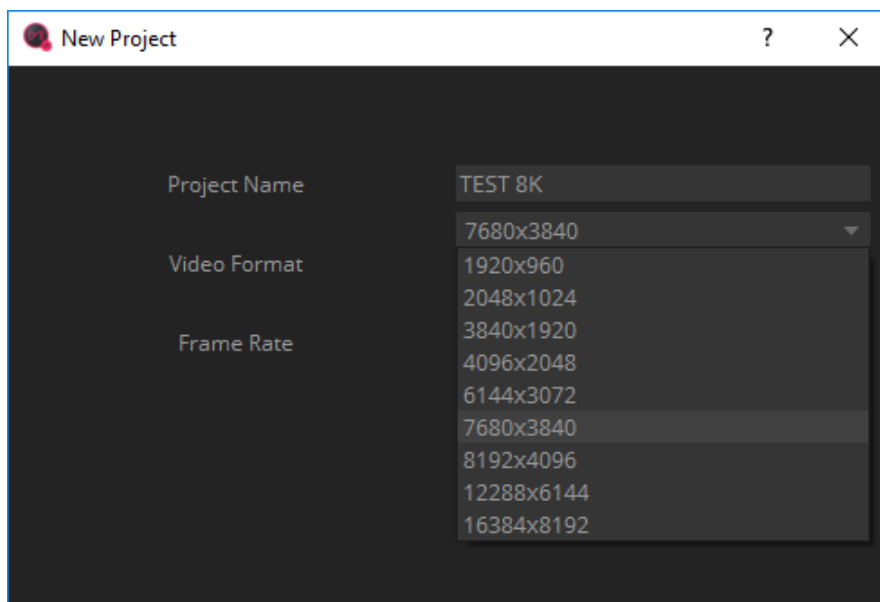 New Project
Project Name
TEST 8K
7680x3840
Video Format
1920x960
2048x1024
3840x1920
Frame Rate
4096x2048
6144x3072
7680x3840
8192x4096
12288x6144
16384x8192